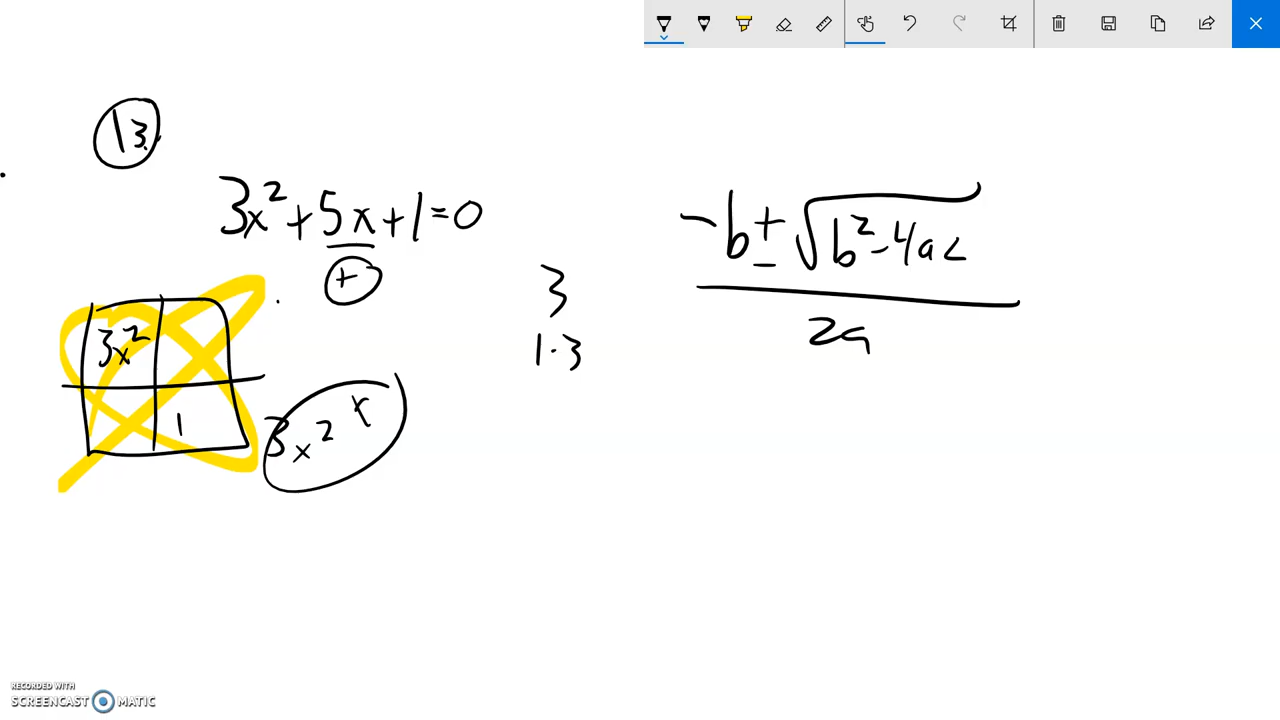 13.
3x²+5x+1=0
+
3x²
1
3x²
3
1·3
-b±√b²-4ac
2a
RECORDED WITH
SCREENCAST MATIC